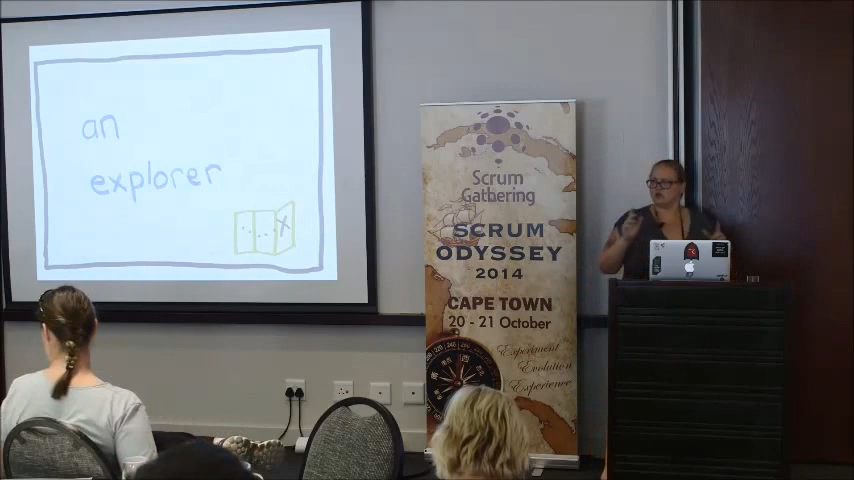 an
explorer
x
Scrum
Gathering
SCRUM
ODYSSEY
2014
CAPE TOWN
20 - 21 October
Experiment
Evolution
Experience